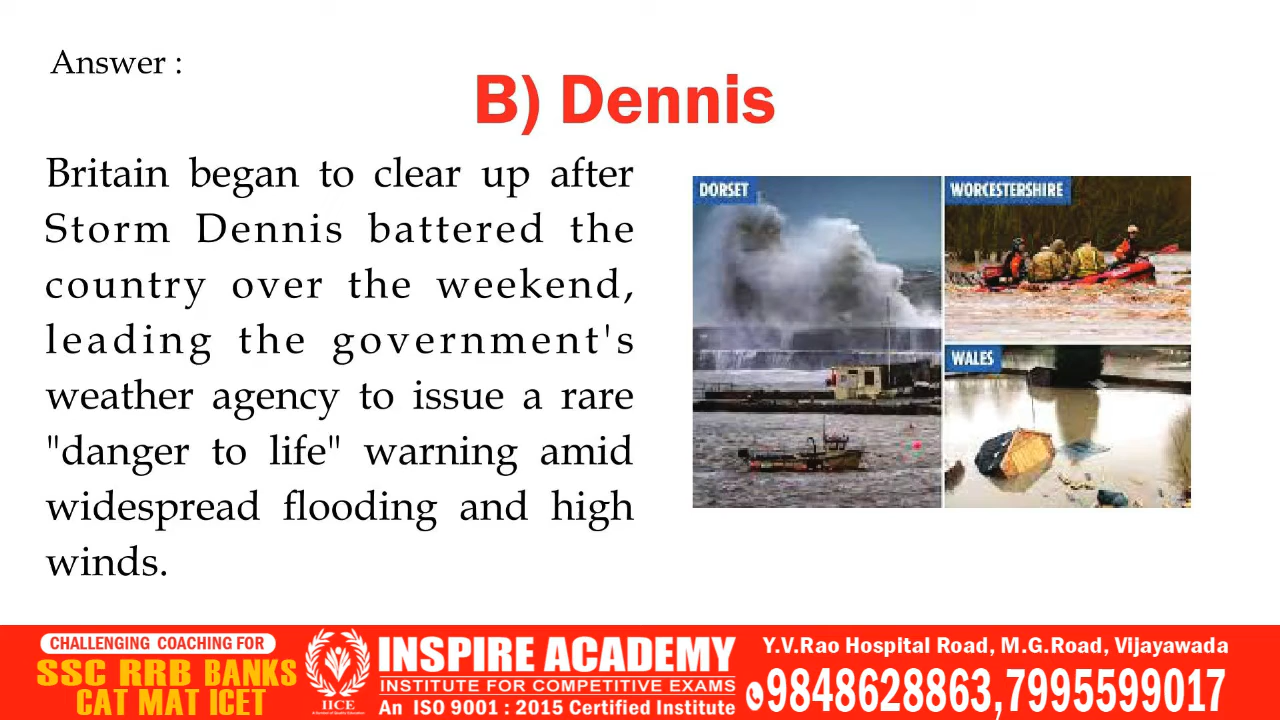 Answer :
B) Dennis
Britain began to clear up after
Storm Dennis battered the
country over the weekend,
leading the government's
weather agency to issue a rare
"danger to life" warning amid
widespread flooding and high
winds.
DORSET
WORCESTERSHIRE
WALES
CHALLENGING COACHING FOR
SSC RRB BANKS
CAT MAT ICET
IICE
INSPIRE ACADEMY
INSTITUTE FOR COMPETITIVE EXAMS
An ISO 9001 : 2015 Certified Institute
Y.V.Rao Hospital Road, M.G.Road, Vijayawada
9848628863,7995599017